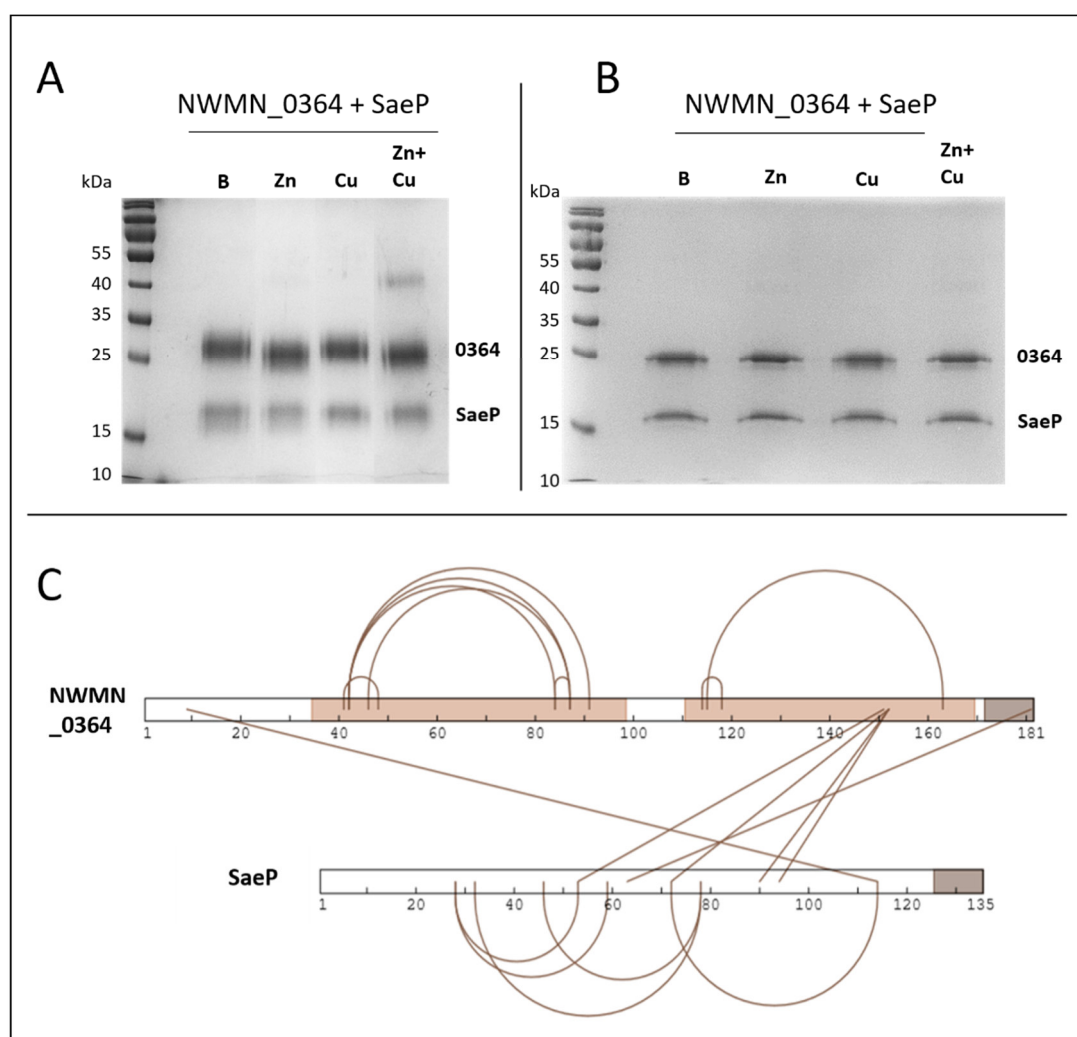 A
NWMN_0364 + SaeP
kDa
B
Zn
Cu
Zn+
Cu
55
40
35
25
15
10
0364
SaeP
B
NWMN_0364 + SaeP
kDa
B
Zn
Cu
Zn+
Cu
55
40
35
25
15
10
0364
SaeP
C
NWMN
_0364
1 20 40 60 80 100 120 140 160 181
SaeP
1 20 40 60 80 100 120 135